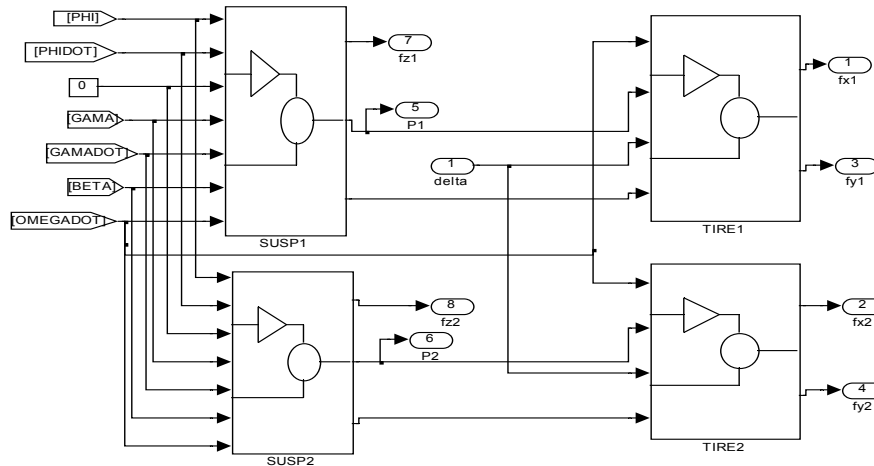 [PHI]
[PHIDOT]
0
[GAMA]
[GAMADOT]
[BETA]
[OMEGADOT]
SUSP1
7
fz1
5
P1
1
delta
TIRE1
1
fx1
3
fy1
SUSP2
8
fz2
6
P2
TIRE2
2
fx2
4
fy2